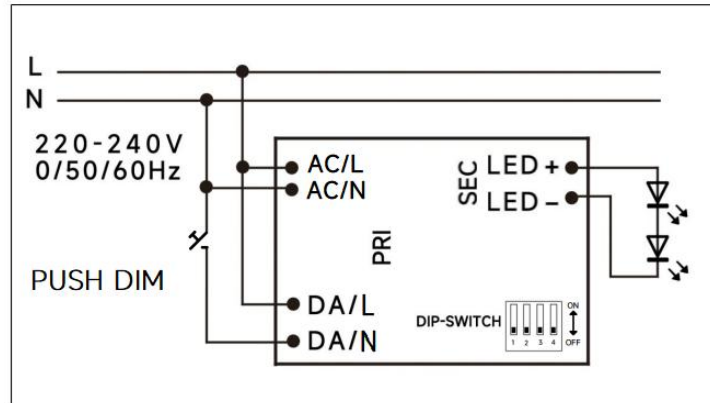 L
N
220-240V
0/50/60Hz
AC/L
AC/N
SEC
LED +
LED -
PRI
PUSH DIM
DA/L
DA/N
DIP-SWITCH
ON
OFF
1 2 3 4